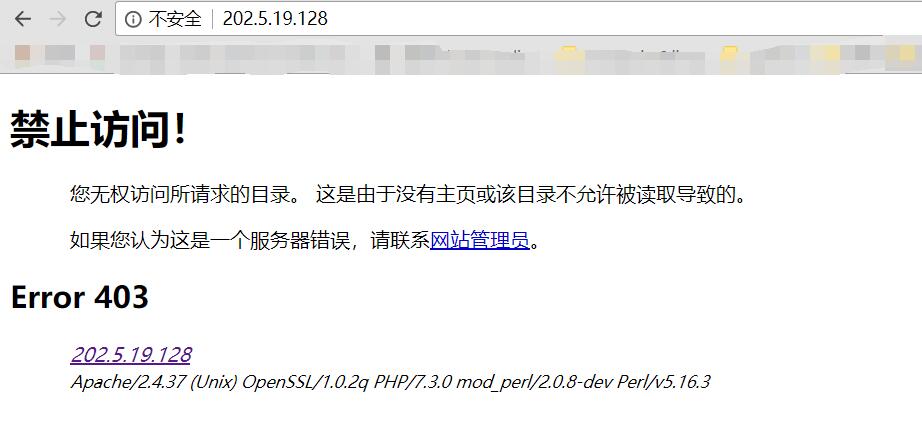 不安全 202.5.19.128
禁止访问!
您无权访问所请求的目录。 这是由于没有主页或该目录不允许被读取导致的。
如果您认为这是一个服务器错误，请联系网站管理员。
Error 403
202.5.19.128
Apache/2.4.37 (Unix) OpenSSL/1.0.2q PHP/7.3.0 mod_perl/2.0.8-dev Perl/v5.16.3